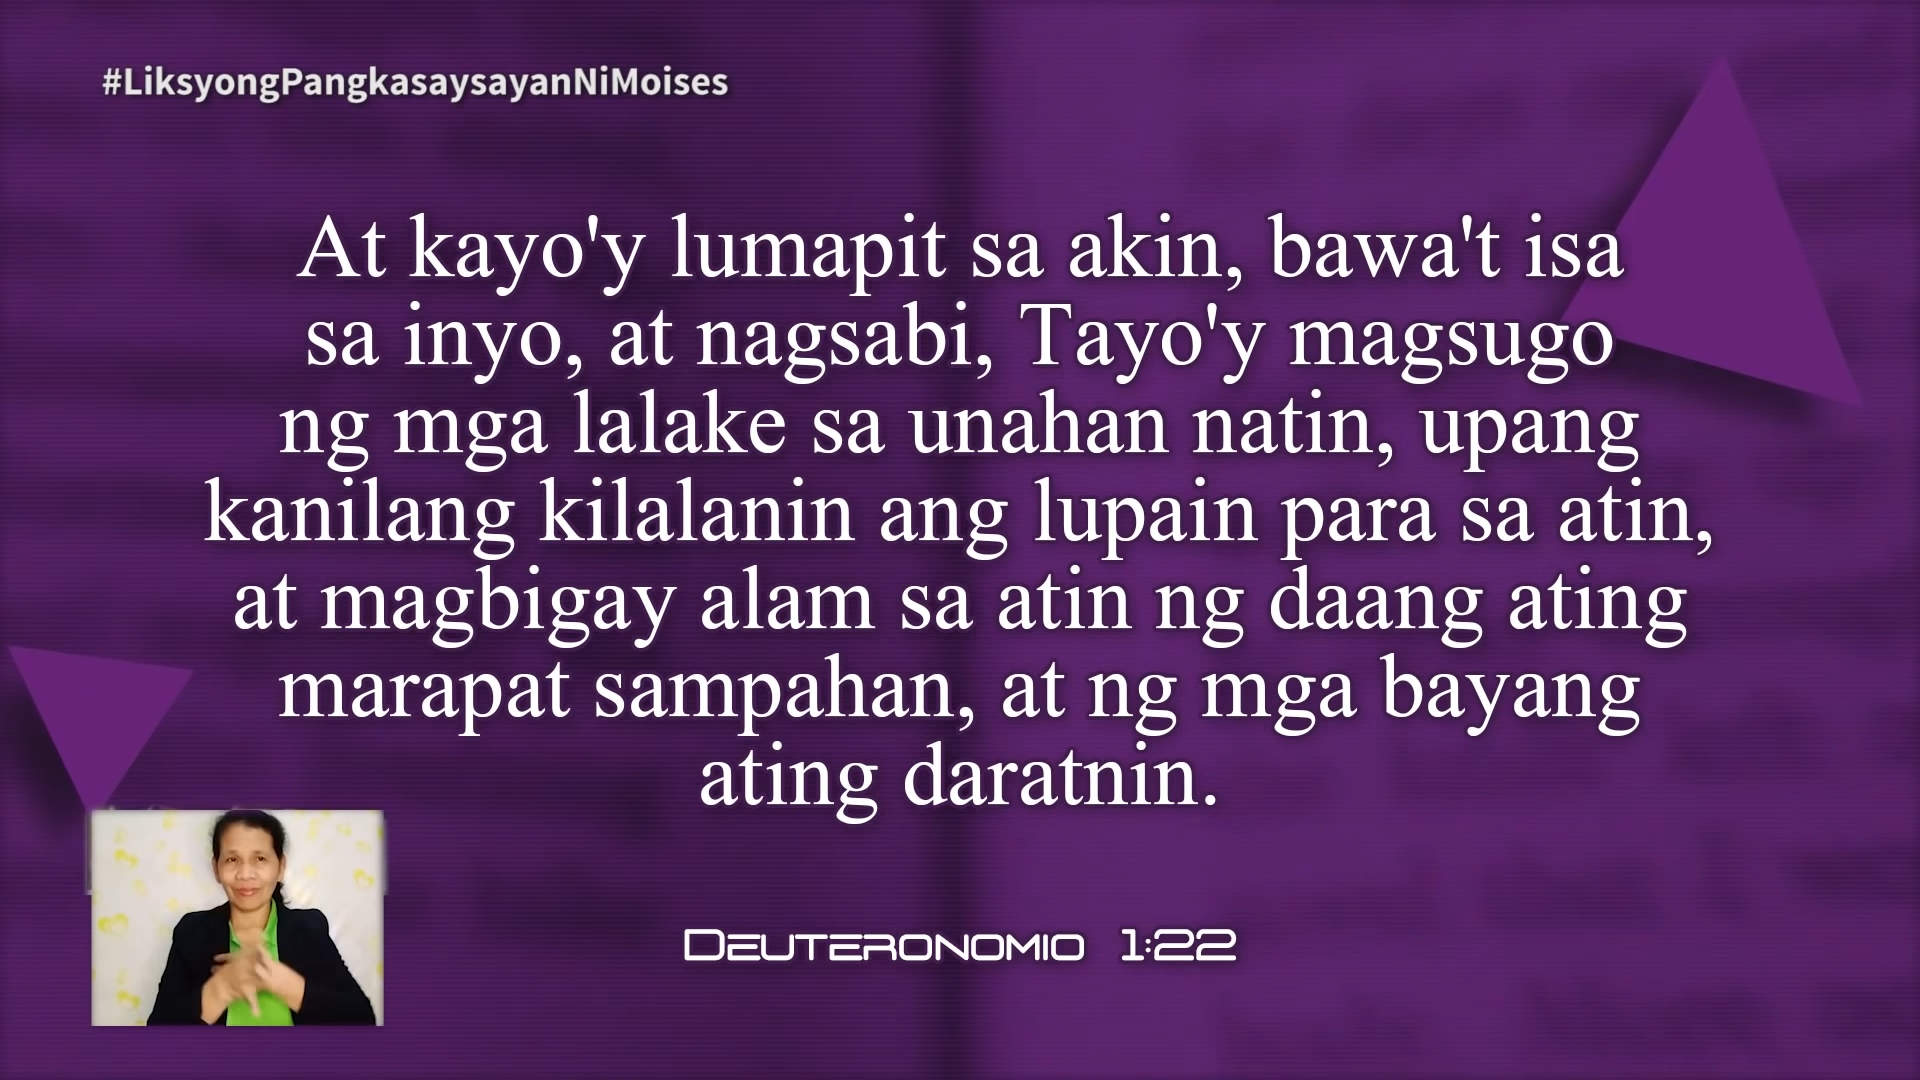 #LiksyongPangkasaysayanNiMoises
At kayo'y lumapit sa akin, bawa't isa
sa inyo, at nagsabi, Tayo'y magsugo
ng mga lalake sa unahan natin, upang
kanilang kilalanin ang lupain para sa atin,
at magbigay alam sa atin ng daang ating
marapat sampahan, at ng mga bayang
ating daratnin.
DEUTERONOMIO 1:22